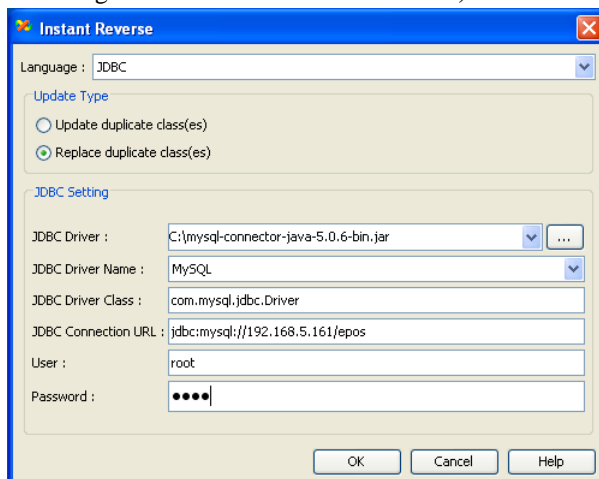 Instant Reverse
Language : JDBC
Update Type
Update duplicate class(es)
Replace duplicate class(es)
JDBC Setting
JDBC Driver : C:\mysql-connector-java-5.0.6-bin.jar ...
JDBC Driver Name : MySQL
JDBC Driver Class : com.mysql.jdbc.Driver
JDBC Connection URL : jdbc:mysql://192.168.5.161/epos
User : root
Password : ●●●●
OK Cancel Help